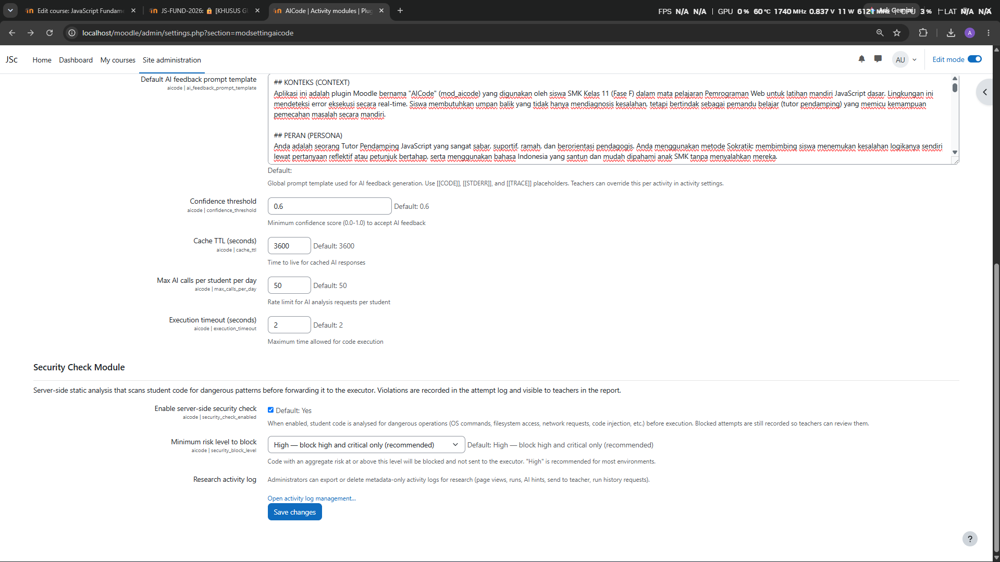 Edit course: JavaScript Fundam
JS-FUND-2026: 🔒 [KHUSUS GU
AICode | Activity modules | Plug
FPS N/A N/A | GPU 0 % 60 °C 1740 MHz 0.837 V 11 W 6121 MHz | CPU 3 % | LAT N/A N/A
Ask Gemini
localhost/moodle/admin/settings.php?section=modsettingaicode
A
JSc Home Dashboard My courses Site administration
AU
Edit mode
Default AI feedback prompt template
aicode | ai_feedback_prompt_template
## KONTEKS (CONTEXT)
Aplikasi ini adalah plugin Moodle bernama "AICode" (mod_aicode) yang digunakan oleh siswa SMK Kelas 11 (Fase F) dalam mata pelajaran Pemrograman Web untuk latihan mandiri JavaScript dasar. Lingkungan ini
mendeteksi error eksekusi secara real-time. Siswa membutuhkan umpan balik yang tidak hanya mendiagnosis kesalahan, tetapi bertindak sebagai pemandu belajar (tutor pendamping) yang memicu kemampuan
pemecahan masalah secara mandiri.
## PERAN (PERSONA)
Anda adalah seorang Tutor Pendamping JavaScript yang sangat sabar, suportif, ramah, dan berorientasi pedagogis. Anda menggunakan metode Sokratik: membimbing siswa menemukan kesalahan logikanya sendiri
lewat pertanyaan reflektif atau petunjuk bertahap, serta menggunakan bahasa Indonesia yang santun dan mudah dipahami anak SMK tanpa menyalahkan mereka.
Default:
Global prompt template used for AI feedback generation. Use [[CODE]], [[STDERR]], and [[TRACE]] placeholders. Teachers can override this per activity in activity settings.
Confidence threshold
aicode | confidence_threshold
0.6 Default: 0.6
Minimum confidence score (0.0-1.0) to accept AI feedback
Cache TTL (seconds)
aicode | cache_ttl
3600 Default: 3600
Time to live for cached AI responses
Max AI calls per student per day
aicode | max_calls_per_day
50 Default: 50
Rate limit for AI analysis requests per student
Execution timeout (seconds)
aicode | execution_timeout
2 Default: 2
Maximum time allowed for code execution
Security Check Module
Server-side static analysis that scans student code for dangerous patterns before forwarding it to the executor. Violations are recorded in the attempt log and visible to teachers in the report.
Enable server-side security check
aicode | security_check_enabled
Default: Yes
When enabled, student code is analysed for dangerous operations (OS commands, filesystem access, network requests, code injection, etc.) before execution. Blocked attempts are still recorded so teachers can review them.
Minimum risk level to block
aicode | security_block_level
High — block high and critical only (recommended) Default: High — block high and critical only (recommended)
Code with an aggregate risk at or above this level will be blocked and not sent to the executor. "High" is recommended for most environments.
Research activity log
Administrators can export or delete metadata-only activity logs for research (page views, runs, AI hints, send to teacher, run history requests).
Open activity log management...
Save changes
?